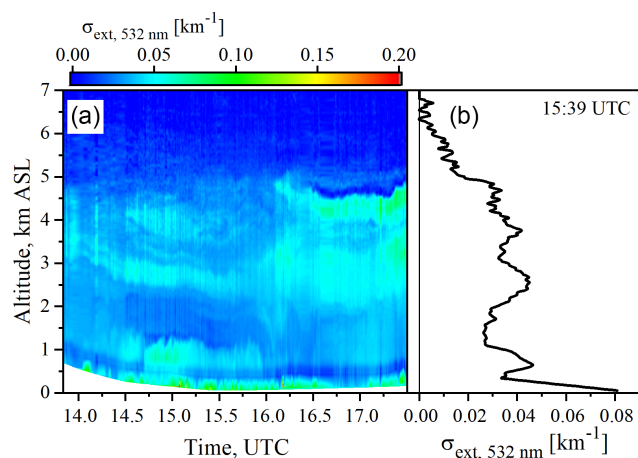 σext, 532 nm [km-1]
0.00 0.05 0.10 0.15 0.20
(a)
(b)
15:39 UTC
7
6
5
4
3
2
1
0
Altitude, km ASL
14.0 14.5 15.0 15.5 16.0 16.5 17.0
0.00 0.02 0.04 0.06 0.08
Time, UTC
σext, 532 nm [km-1]